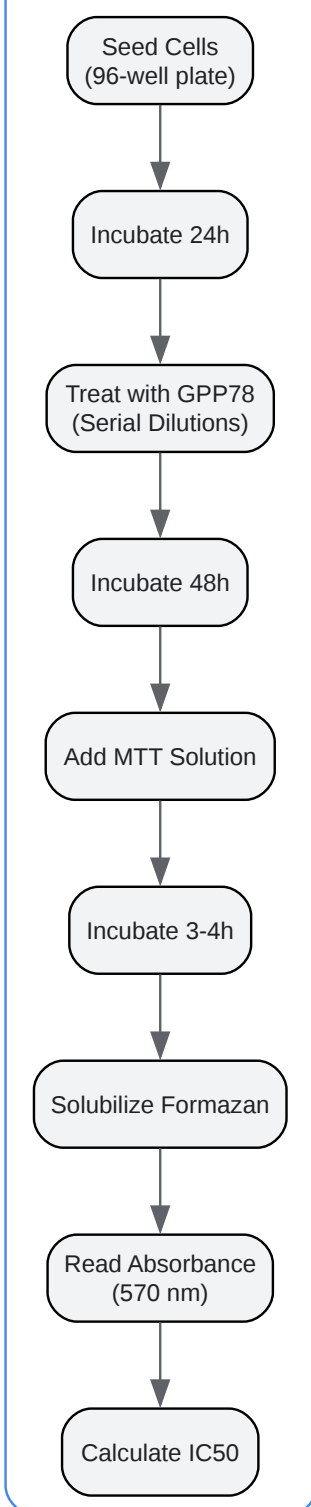 Seed Cells
(96-well plate)
Incubate 24h
Treat with GPP78
(Serial Dilutions)
Incubate 48h
Add MTT Solution
Incubate 3-4h
Solubilize Formazan
Read Absorbance
(570 nm)
Calculate IC50